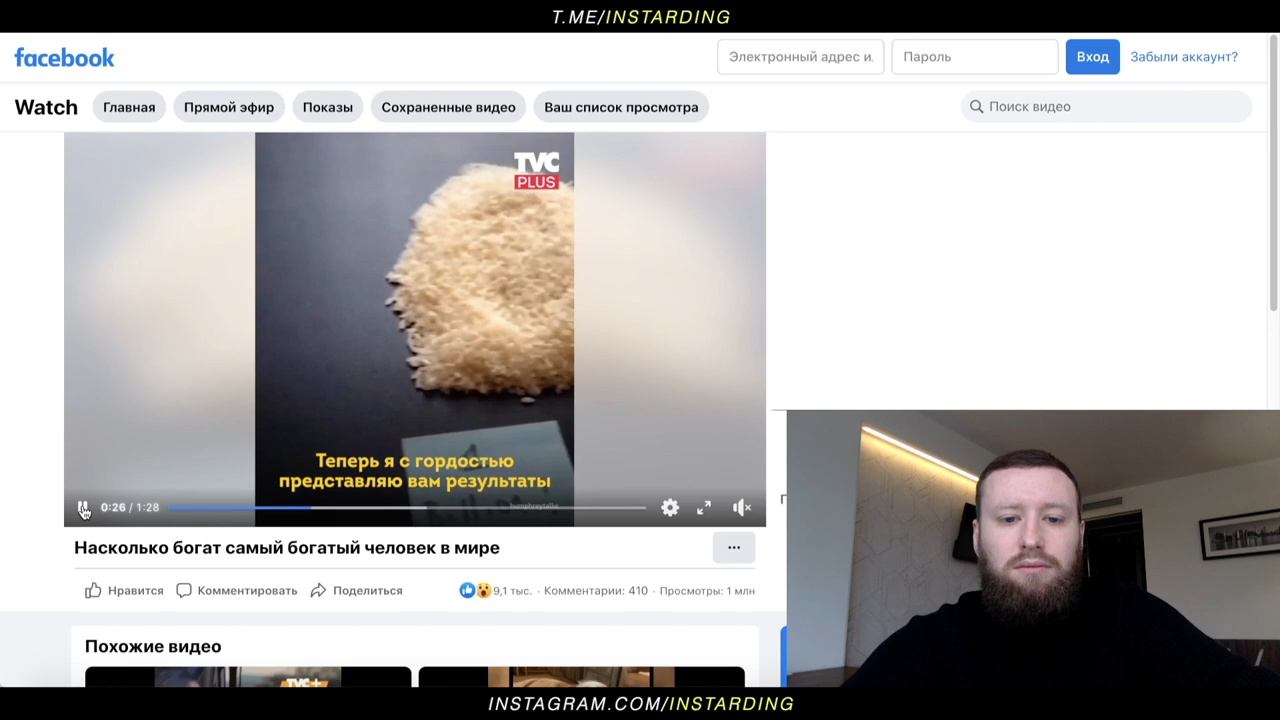 T.ME/INSTARDING
facebook
Электронный адрес и.
Пароль
Вход
Забыли аккаунт?
Watch
Главная
Прямой эфир
Показы
Сохраненные видео
Ваш список просмотра
Поиск видео
TVC
PLUS
Теперь я с гордостью
представляю вам результаты
humphreytalks
0:26 / 1:28
Насколько богат самый богатый человек в мире
Нравится
Комментировать
Поделиться
9,1 тыс. · Комментарии: 410 · Просмотры: 1 млн
Похожие видео
INSTAGRAM.COM/INSTARDING